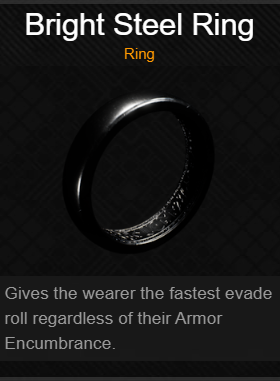 Bright Steel Ring
Ring
Gives the wearer the fastest evade
roll regardless of their Armor
Encumbrance.